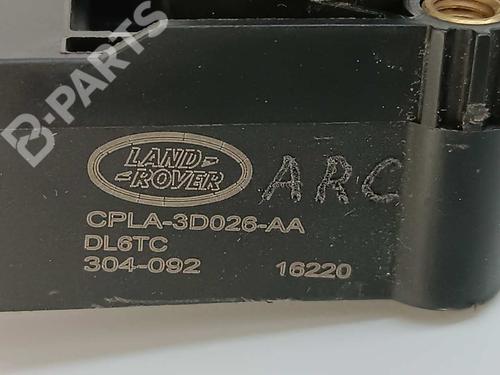 B-PARTS
LAND-
ROVER
ARC
CPLA-3D026-AA
DL6TC
304-092 16220